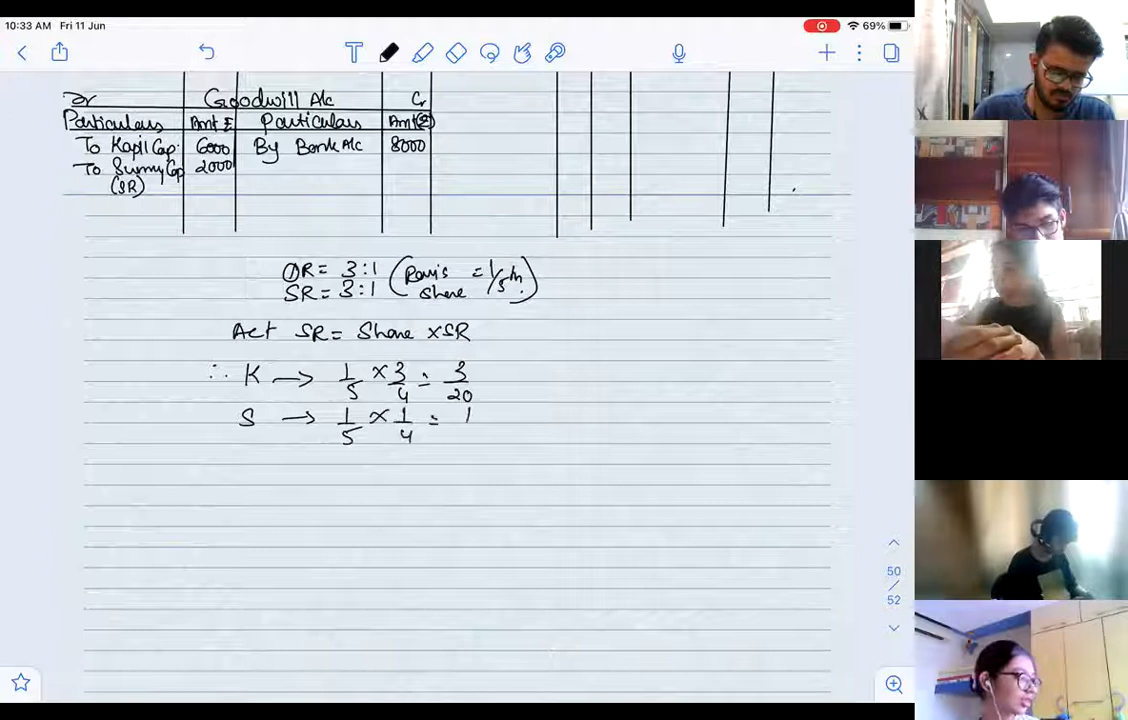 10:33 AM Fri 11 Jun
69%
Dr Goodwill A/c Cr
Particulars Amt ₹ Particulars Amt(₹)
To Kapil Cap. 6000 By Bank A/c 8000
To Sunny Cap 2000
(SR)
OR = 3:1 (Ravi's = 1/5th.)
SR = 3:1 Share
Act SR = Share × SR
∴ K → 1/5 × 3/4 = 3/20
S → 1/5 × 1/4 = 1
50
/
52